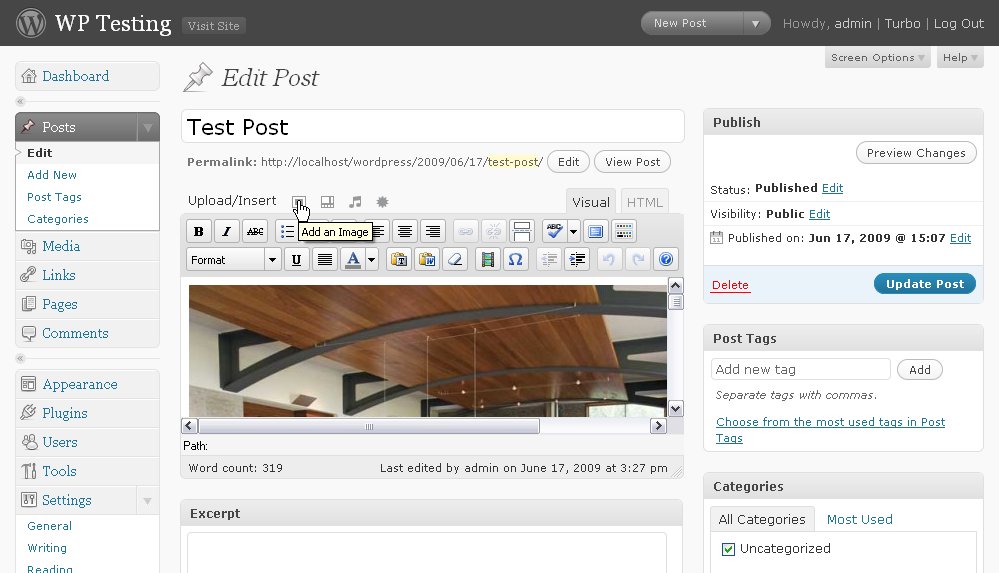 WP Testing Visit Site New Post Howdy, admin | Turbo | Log Out
Screen Options Help
Dashboard
Posts
Edit
Add New
Post Tags
Categories
Media
Links
Pages
Comments
Appearance
Plugins
Users
Tools
Settings
General
Writing
Reading
Edit Post
Test Post
Permalink: http://localhost/wordpress/2009/06/17/test-post/ Edit View Post
Upload/Insert Visual HTML
Add an Image
B I ABC ABC
Format U A
Path:
Word count: 319 Last edited by admin on June 17, 2009 at 3:27 pm
Excerpt
Publish
Preview Changes
Status: Published Edit
Visibility: Public Edit
Published on: Jun 17, 2009 @ 15:07 Edit
Delete Update Post
Post Tags
Add new tag Add
Separate tags with commas.
Choose from the most used tags in Post
Tags
Categories
All Categories Most Used
Uncategorized